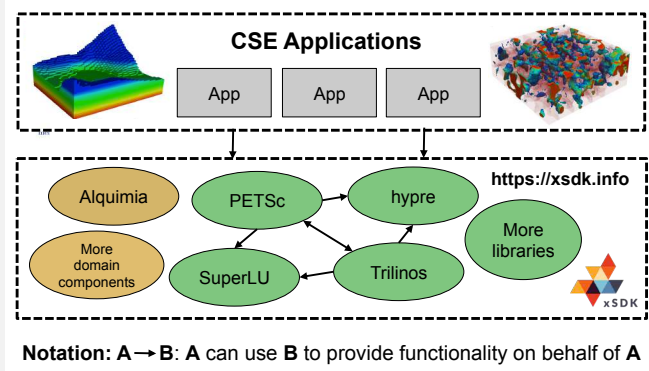 CSE Applications
App
App
App
https://xsdk.info
Alquimia
PETSc
hypre
More
libraries
More
domain
components
SuperLU
Trilinos
xSDK
Notation: A→B: A can use B to provide functionality on behalf of A